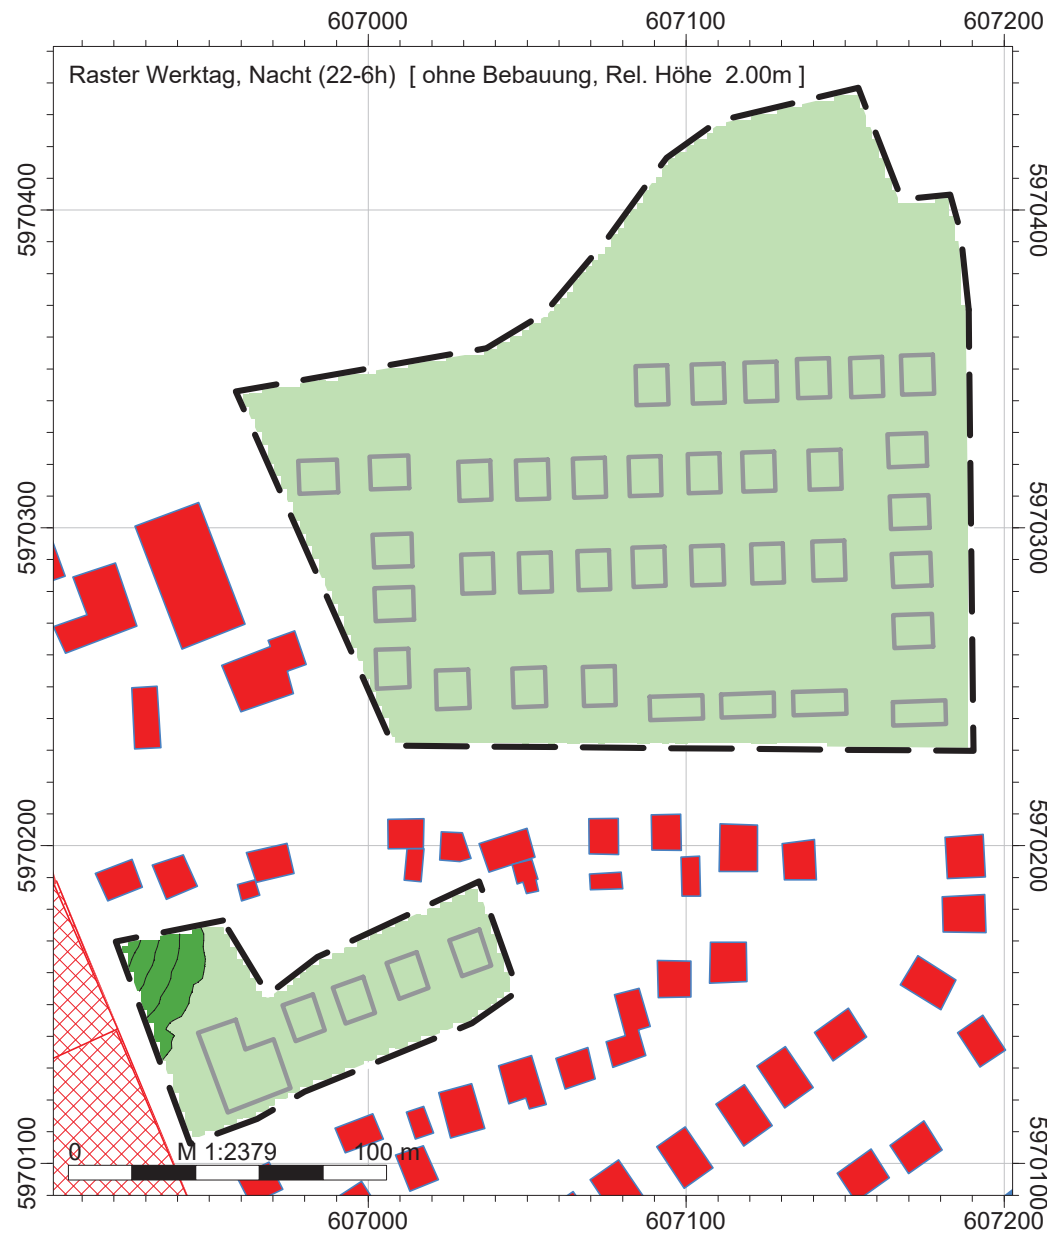 607000 607100 607200
Raster Werktag, Nacht (22-6h) [ ohne Bebauung, Rel. Höhe 2.00m ]
5970400 5970400
5970300 5970300
5970200 5970200
5970100 5970100
0 M 1:2379 100 m
607000 607100 607200